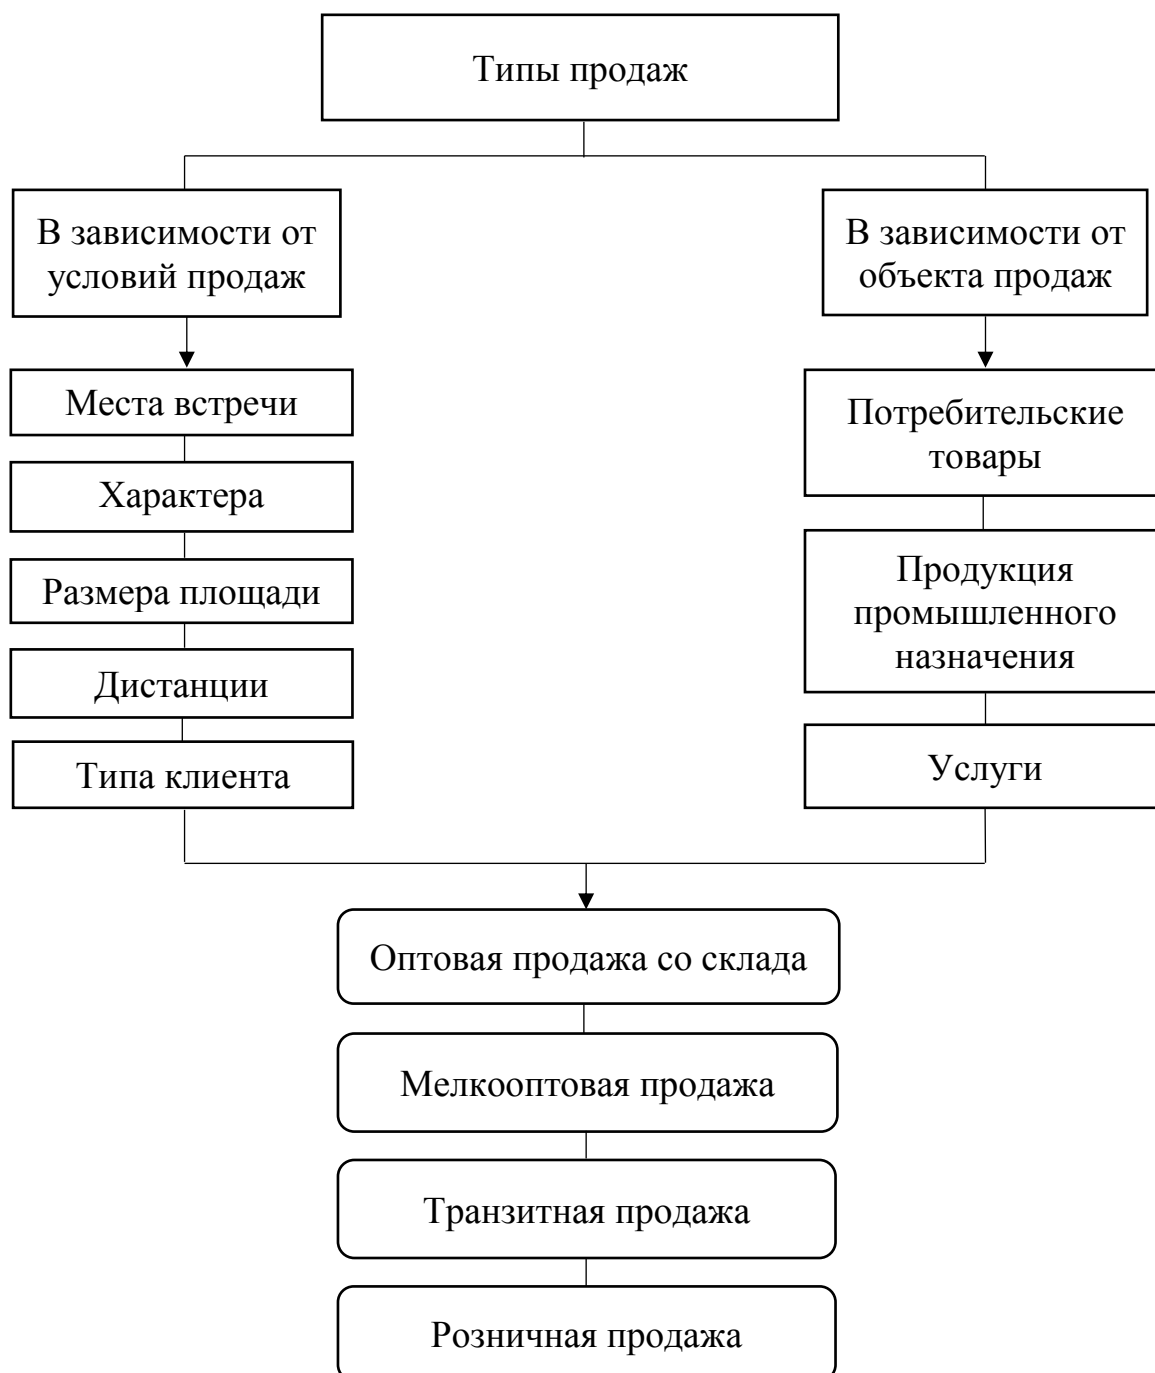 Типы продаж
В зависимости от
условий продаж
Места встречи
Характера
Размера площади
Дистанции
Типа клиента
В зависимости от
объекта продаж
Потребительские
товары
Продукция
промышленного
назначения
Услуги
Оптовая продажа со склада
Мелкооптовая продажа
Транзитная продажа
Розничная продажа